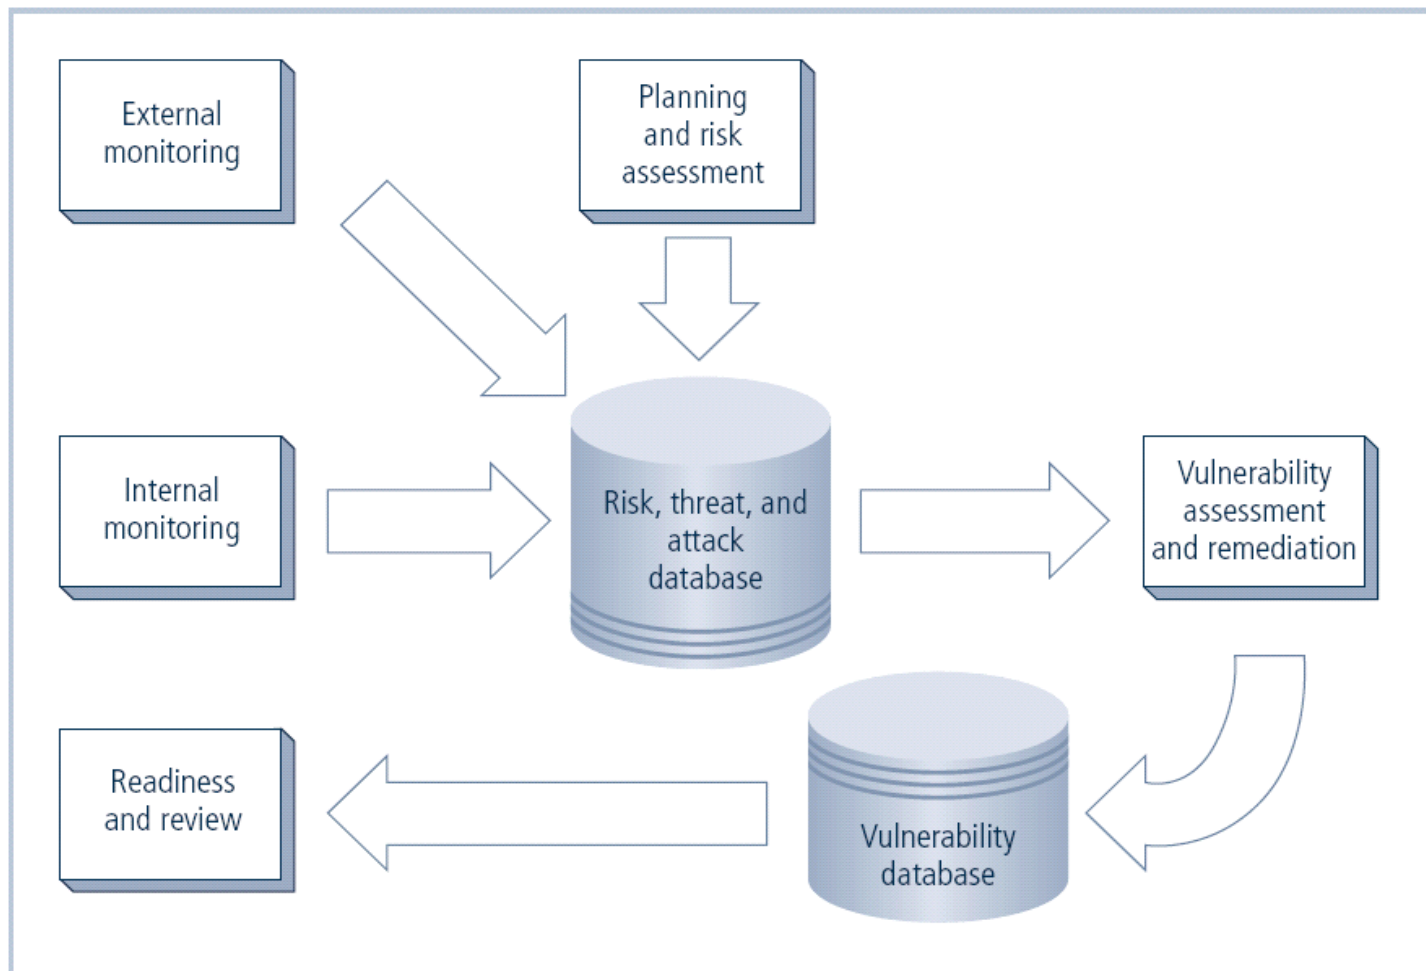 External
monitoring
Planning
and risk
assessment
Internal
monitoring
Risk, threat, and
attack
database
Vulnerability
assessment
and remediation
Readiness
and review
Vulnerability
database